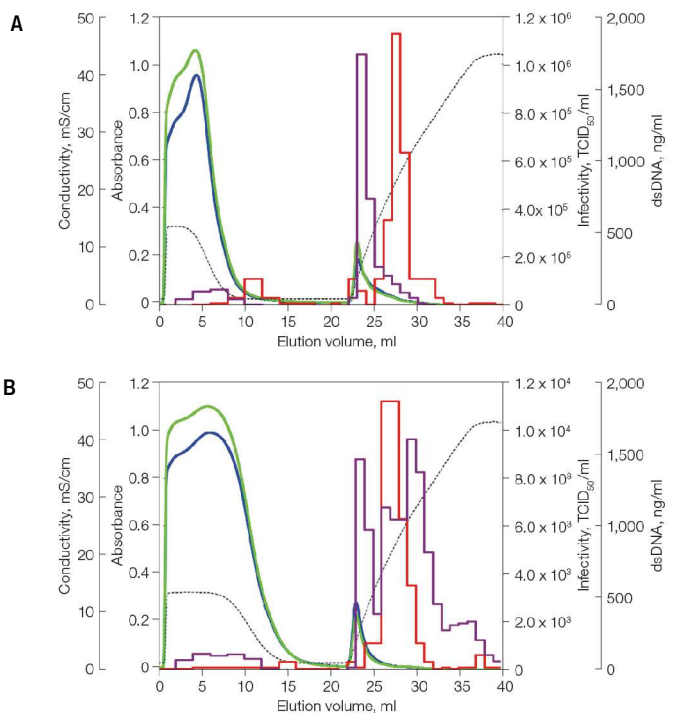 A
50
40
30
20
10
0
Conductivity, mS/cm
1.2
1.0
0.8
0.6
0.4
0.2
0
Absorbance
0 5 10 15 20 25 30 35 40
Elution volume, ml
1.2 x 10⁶
1.0 x 10⁶
8.0 x 10⁵
6.0 x 10⁵
4.0 x 10⁵
2.0 x 10⁵
0
Infectivity, TCID₅₀/ml
2,000
1,500
1,000
500
0
dsDNA, ng/ml
B
50
40
30
20
10
0
Conductivity, mS/cm
1.2
1.0
0.8
0.6
0.4
0.2
0
Absorbance
0 5 10 15 20 25 30 35 40
Elution volume, ml
1.2 x 10⁴
1.0 x 10⁴
8.0 x 10³
6.0 x 10³
4.0 x 10³
2.0 x 10³
0
Infectivity, TCID₅₀/ml
2,000
1,500
1,000
500
0
dsDNA, ng/ml